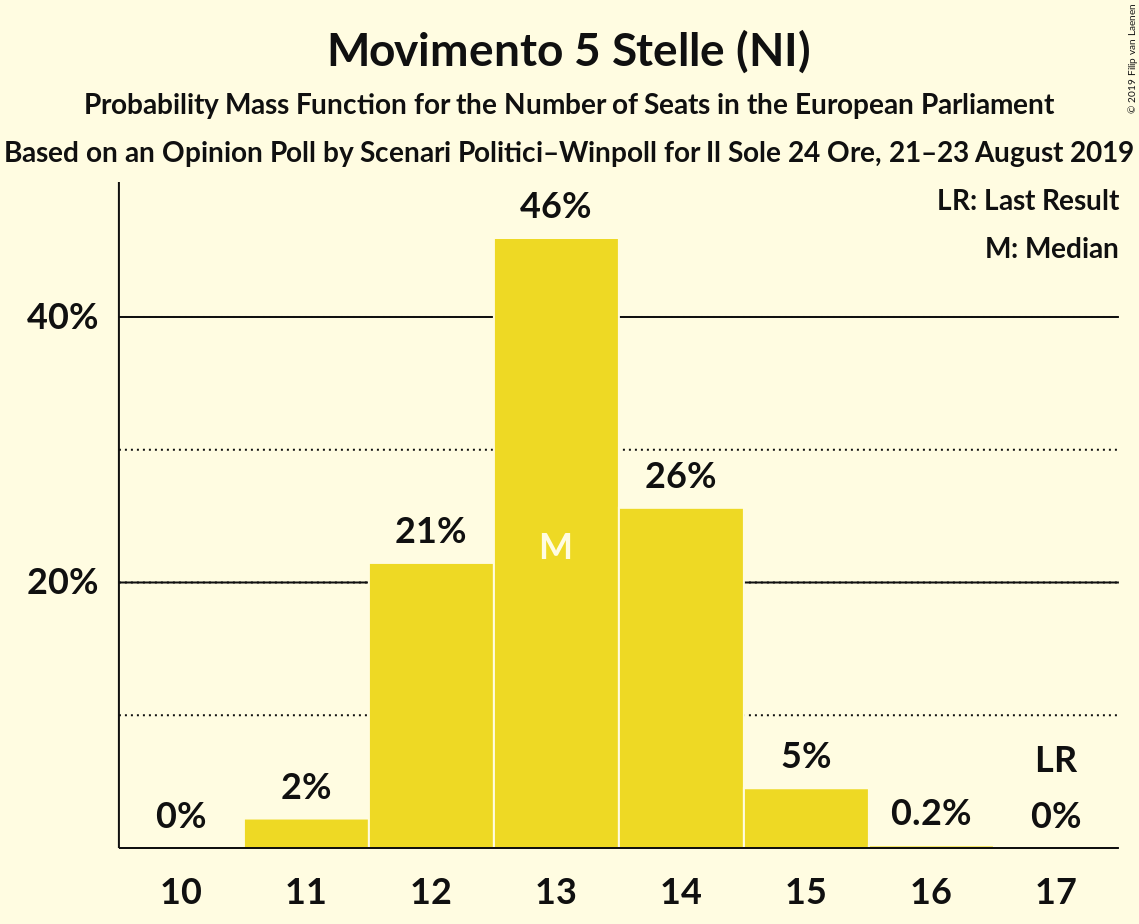 © 2019 Filip van Laenen
Movimento 5 Stelle (NI)
Probability Mass Function for the Number of Seats in the European Parliament
Based on an Opinion Poll by Scenari Politici–Winpoll for Il Sole 24 Ore, 21–23 August 2019
LR: Last Result
M: Median
40%
20%
0%
2%
21%
46%
M
26%
5%
0.2%
LR
0%
10 11 12 13 14 15 16 17